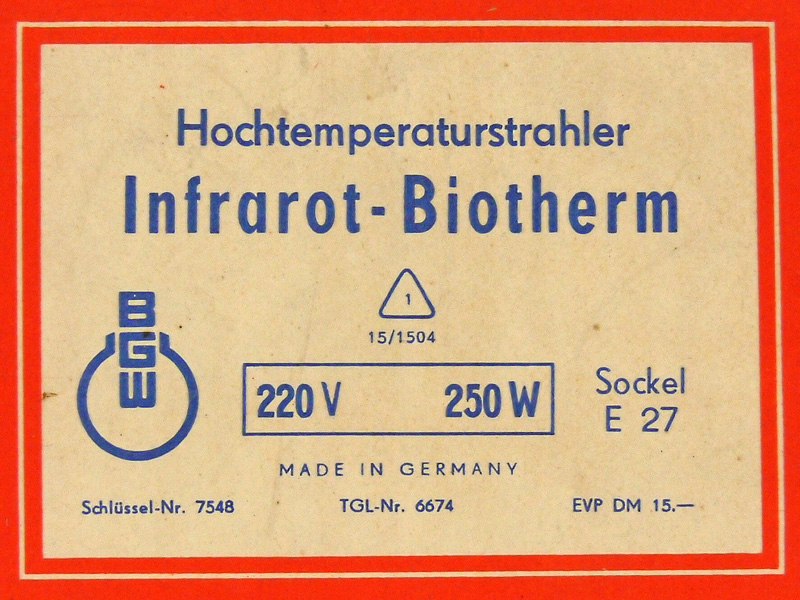 Hochtemperaturstrahler
Infrarot-Biotherm
1
15/1504
BGW
220 V 250 W
Sockel
E 27
MADE IN GERMANY
Schlüssel-Nr. 7548 TGL-Nr. 6674 EVP DM 15.—